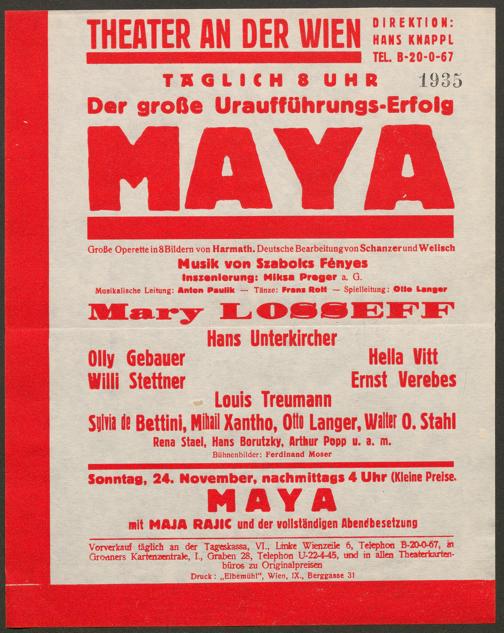 THEATER AN DER WIEN
DIREKTION:
HANS KNAPPL
TEL. B-20-0-67
TÄGLICH 8 UHR
1935
Der große Uraufführungs-Erfolg
MAYA
Große Operette in 8 Bildern von Harmath. Deutsche Bearbeitung von Schanzer und Welisch
Musik von Szabolcs Fényes
Inszenierung: Miksa Preger a. G.
Musikalische Leitung: Anton Paulik — Tänze: Franz Rott — Spielleitung: Otto Langer
Mary LOSSEFF
Hans Unterkircher
Olly Gebauer Hella Vitt
Willi Stettner Ernst Verebes
Louis Treumann
Sylvia de Bettini, Mihail Xantho, Otto Langer, Walter O. Stahl
Rena Stael, Hans Borutzky, Arthur Popp u. a. m.
Bühnenbilder: Ferdinand Moser
Sonntag, 24. November, nachmittags 4 Uhr (Kleine Preise.
MAYA
mit MAJA RAJIC und der vollständigen Abendbesetzung
Vorverkauf täglich an der Tageskassa, VI., Linke Wienzeile 6, Telephon B-20-0-67, in
Gronners Kartenzentrale, I., Graben 28, Telephon U-22-4-45, und in allen Theaterkarten-
büros zu Originalpreisen
Druck: „Elbemühl", Wien, IX., Berggasse 31